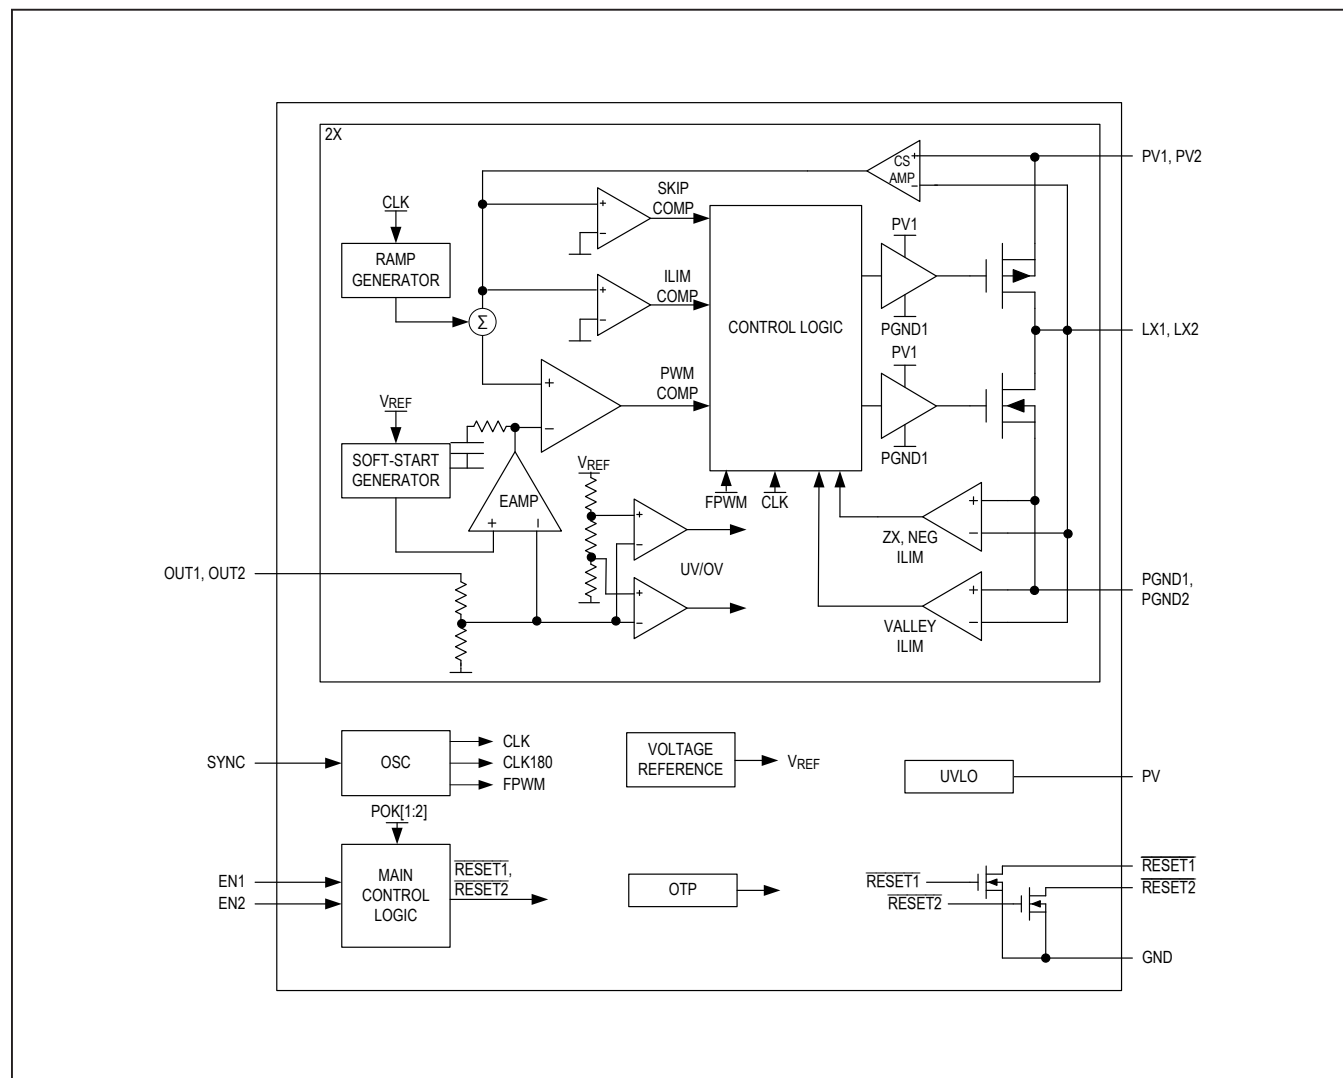 2X
CS
AMP
+
−
PV1, PV2
SKIP
COMP
+
−
CLK
RAMP
GENERATOR
PV1
PGND1
ILIM
COMP
+
−
Σ
CONTROL LOGIC
LX1, LX2
PWM
COMP
+
−
PV1
PGND1
VREF
SOFT-START
GENERATOR
EAMP
+
−
VREF
FPWM
CLK
+
−
ZX, NEG
ILIM
+
−
UV/OV
OUT1, OUT2
+
−
+
−
VALLEY
ILIM
PGND1,
PGND2
SYNC
OSC
CLK
CLK180
FPWM
VOLTAGE
REFERENCE
VREF
UVLO
PV
POK[1:2]
EN1
EN2
MAIN
CONTROL
LOGIC
RESET1,
RESET2
OTP
RESET1
RESET2
RESET1
RESET2
GND